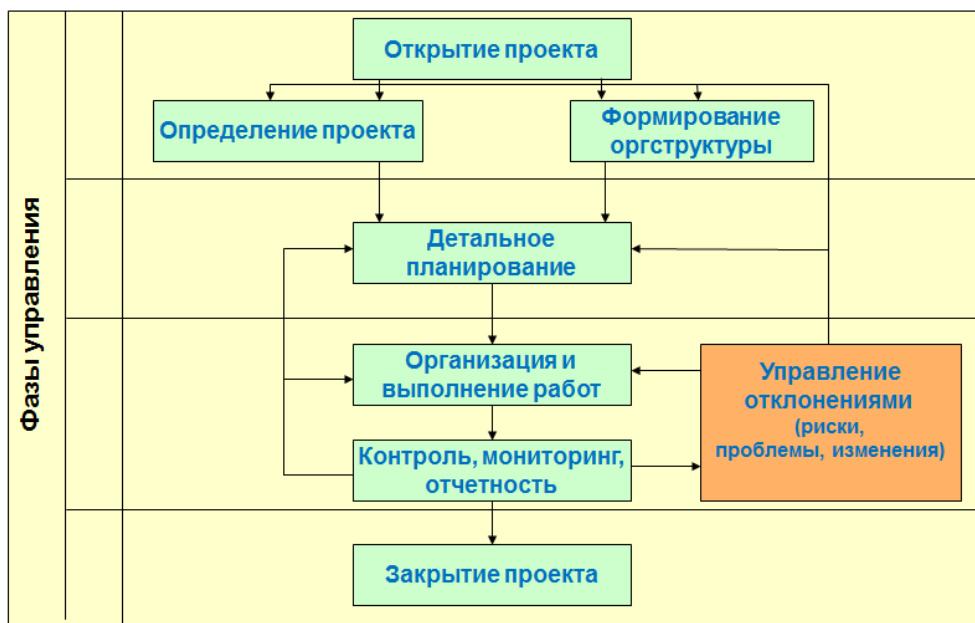 Фазы управления
Открытие проекта
Определение проекта
Формирование
оргструктуры
Детальное
планирование
Организация и
выполнение работ
Управление
отклонениями
(риски,
проблемы, изменения)
Контроль, мониторинг,
отчетность
Закрытие проекта